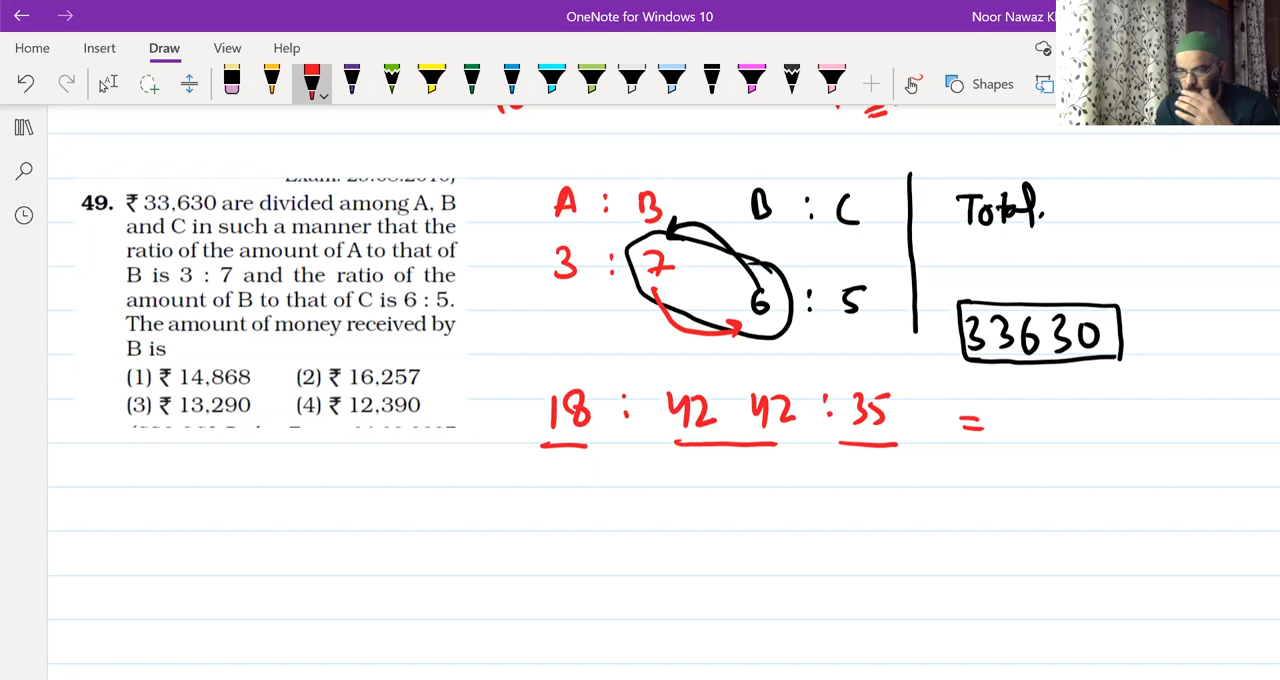 OneNote for Windows 10
Noor Nawaz
Home Insert Draw View Help
Shapes
49. ₹ 33,630 are divided among A, B
and C in such a manner that the
ratio of the amount of A to that of
B is 3 : 7 and the ratio of the
amount of B to that of C is 6 : 5.
The amount of money received by
B is
(1) ₹ 14,868 (2) ₹ 16,257
(3) ₹ 13,290 (4) ₹ 12,390
A : B B : C Total.
3 : 7
6 : 5
33630
18 : 42 42 : 35 =